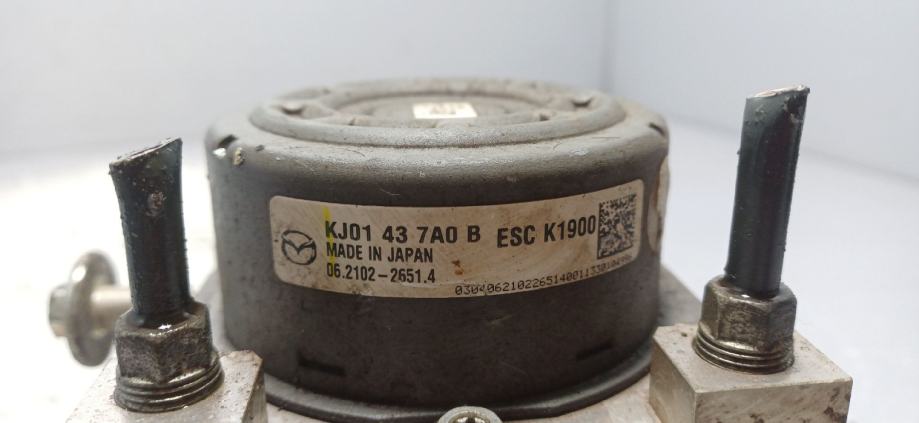 KJ01 43 7A0 B ESC K1900
MADE IN JAPAN
06.2102-2651.4